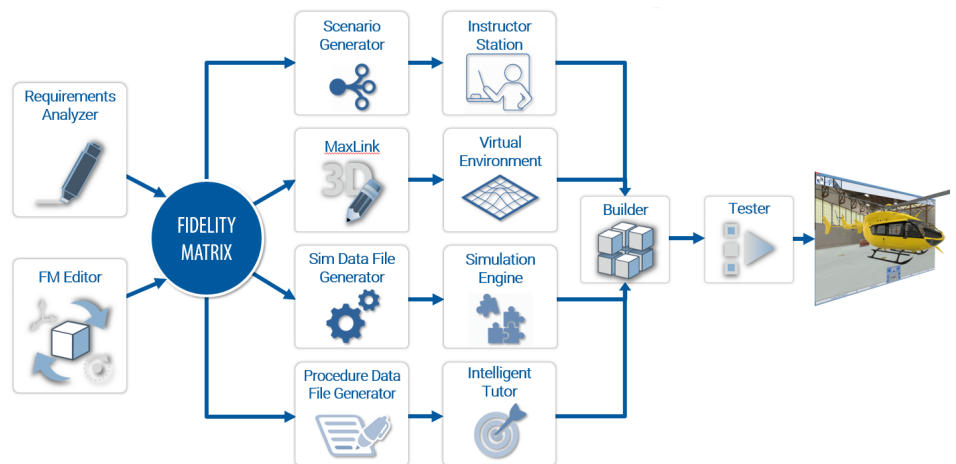 Requirements
Analyzer
FM Editor
FIDELITY
MATRIX
Scenario
Generator
Instructor
Station
MaxLink
3D
Virtual
Environment
Sim Data File
Generator
Simulation
Engine
Procedure Data
File Generator
Intelligent
Tutor
Builder
Tester